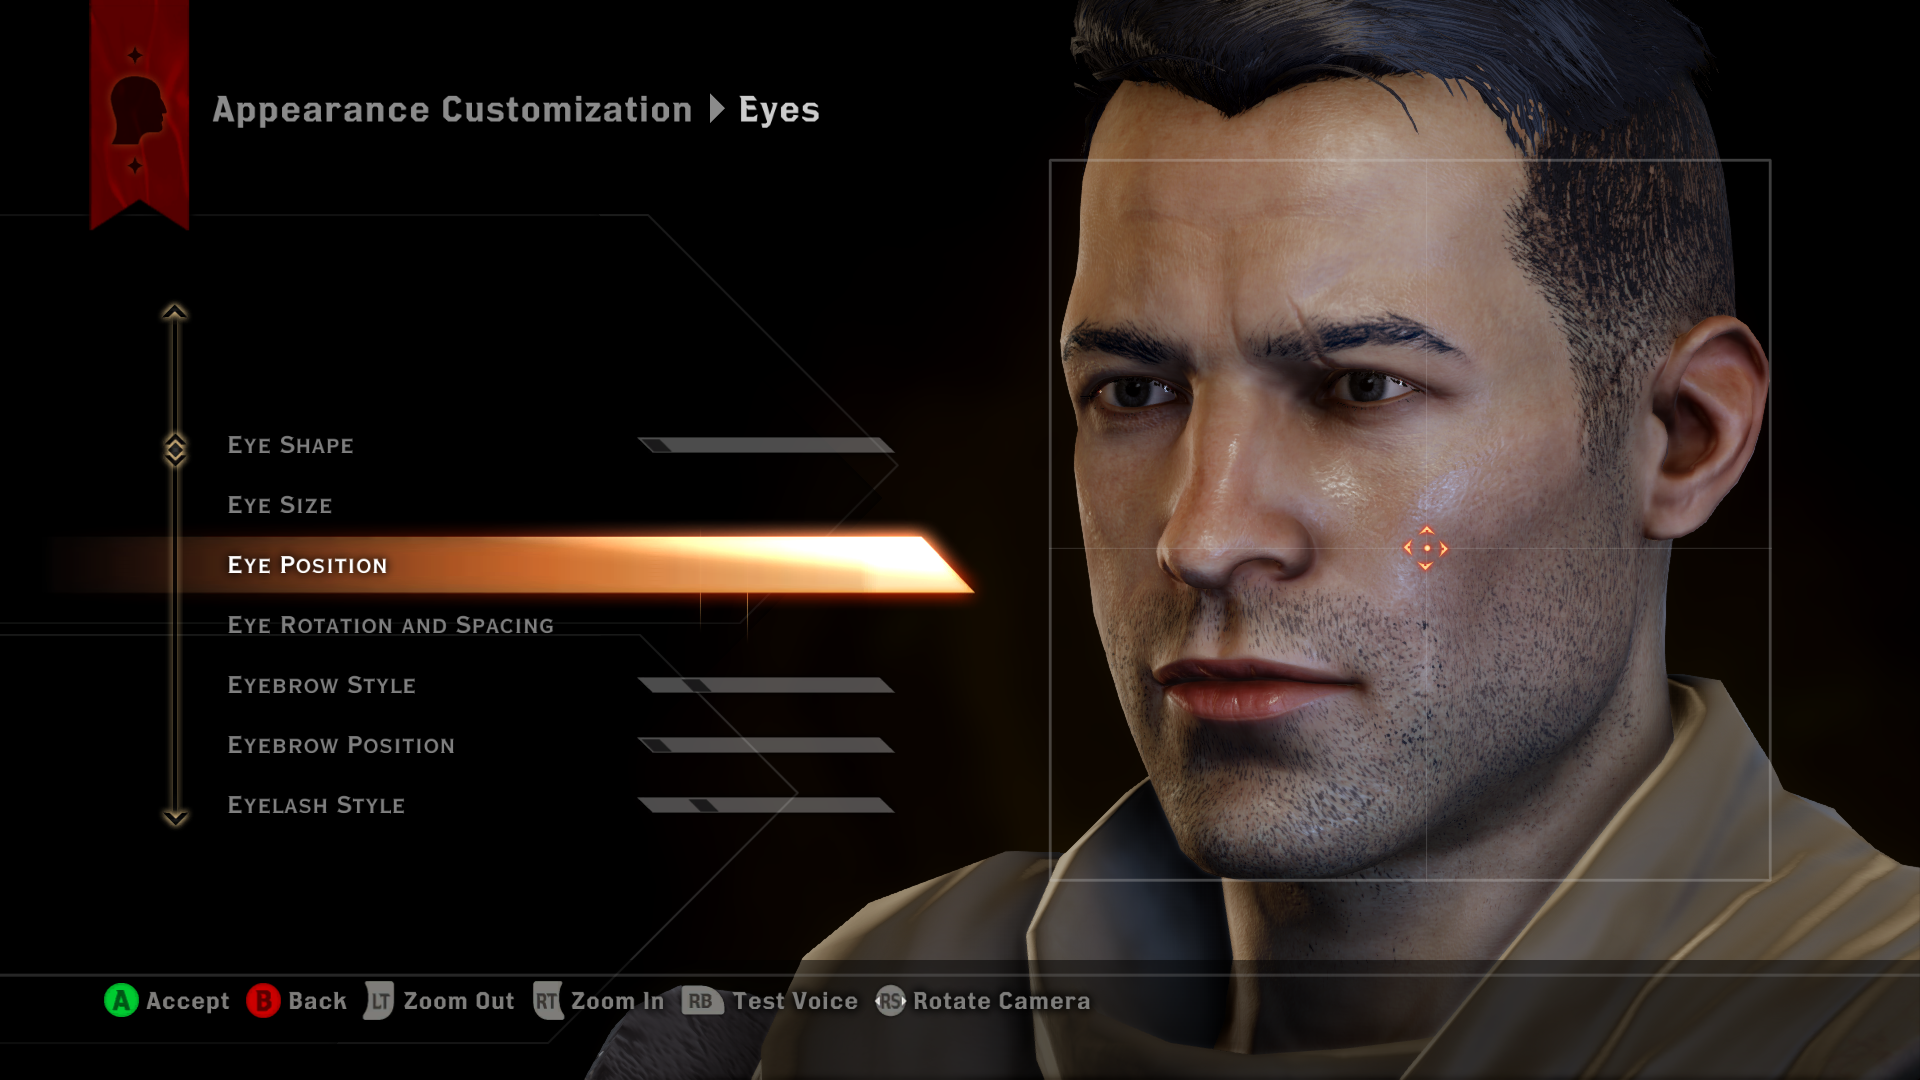 Appearance Customization ▶ Eyes
EYE SHAPE
EYE SIZE
EYE POSITION
EYE ROTATION AND SPACING
EYEBROW STYLE
EYEBROW POSITION
EYELASH STYLE
A Accept B Back LT Zoom Out RT Zoom In RB Test Voice RS Rotate Camera